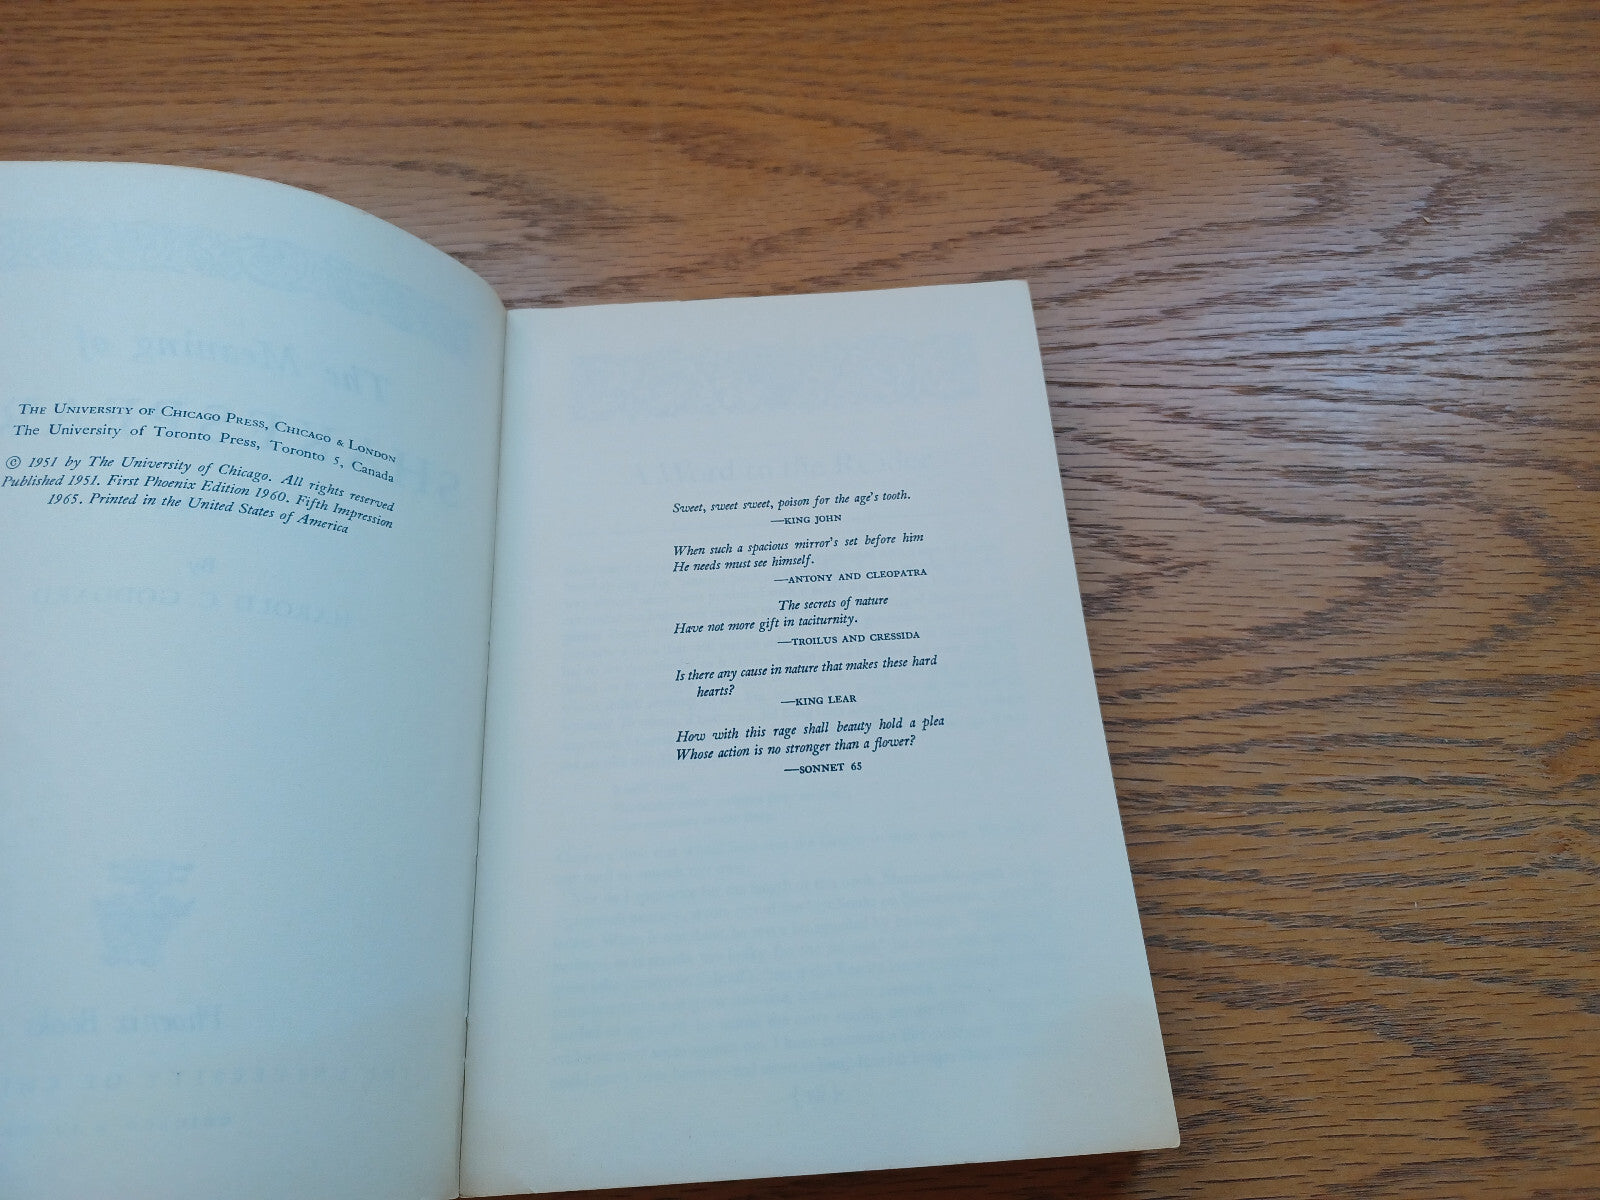 THE UNIVERSITY OF CHICAGO PRESS, CHICAGO & LONDON
The University of Toronto Press, Toronto 5, Canada
© 1951 by The University of Chicago. All rights reserved
Published 1951. First Phoenix Edition 1960. Fifth Impression
1965. Printed in the United States of America
Sweet, sweet sweet, poison for the age's tooth.
—KING JOHN
When such a spacious mirror's set before him
He needs must see himself.
—ANTONY AND CLEOPATRA
The secrets of nature
Have not more gift in taciturnity.
—TROILUS AND CRESSIDA
Is there any cause in nature that makes these hard
hearts?
—KING LEAR
How with this rage shall beauty hold a plea
Whose action is no stronger than a flower?
—SONNET 65